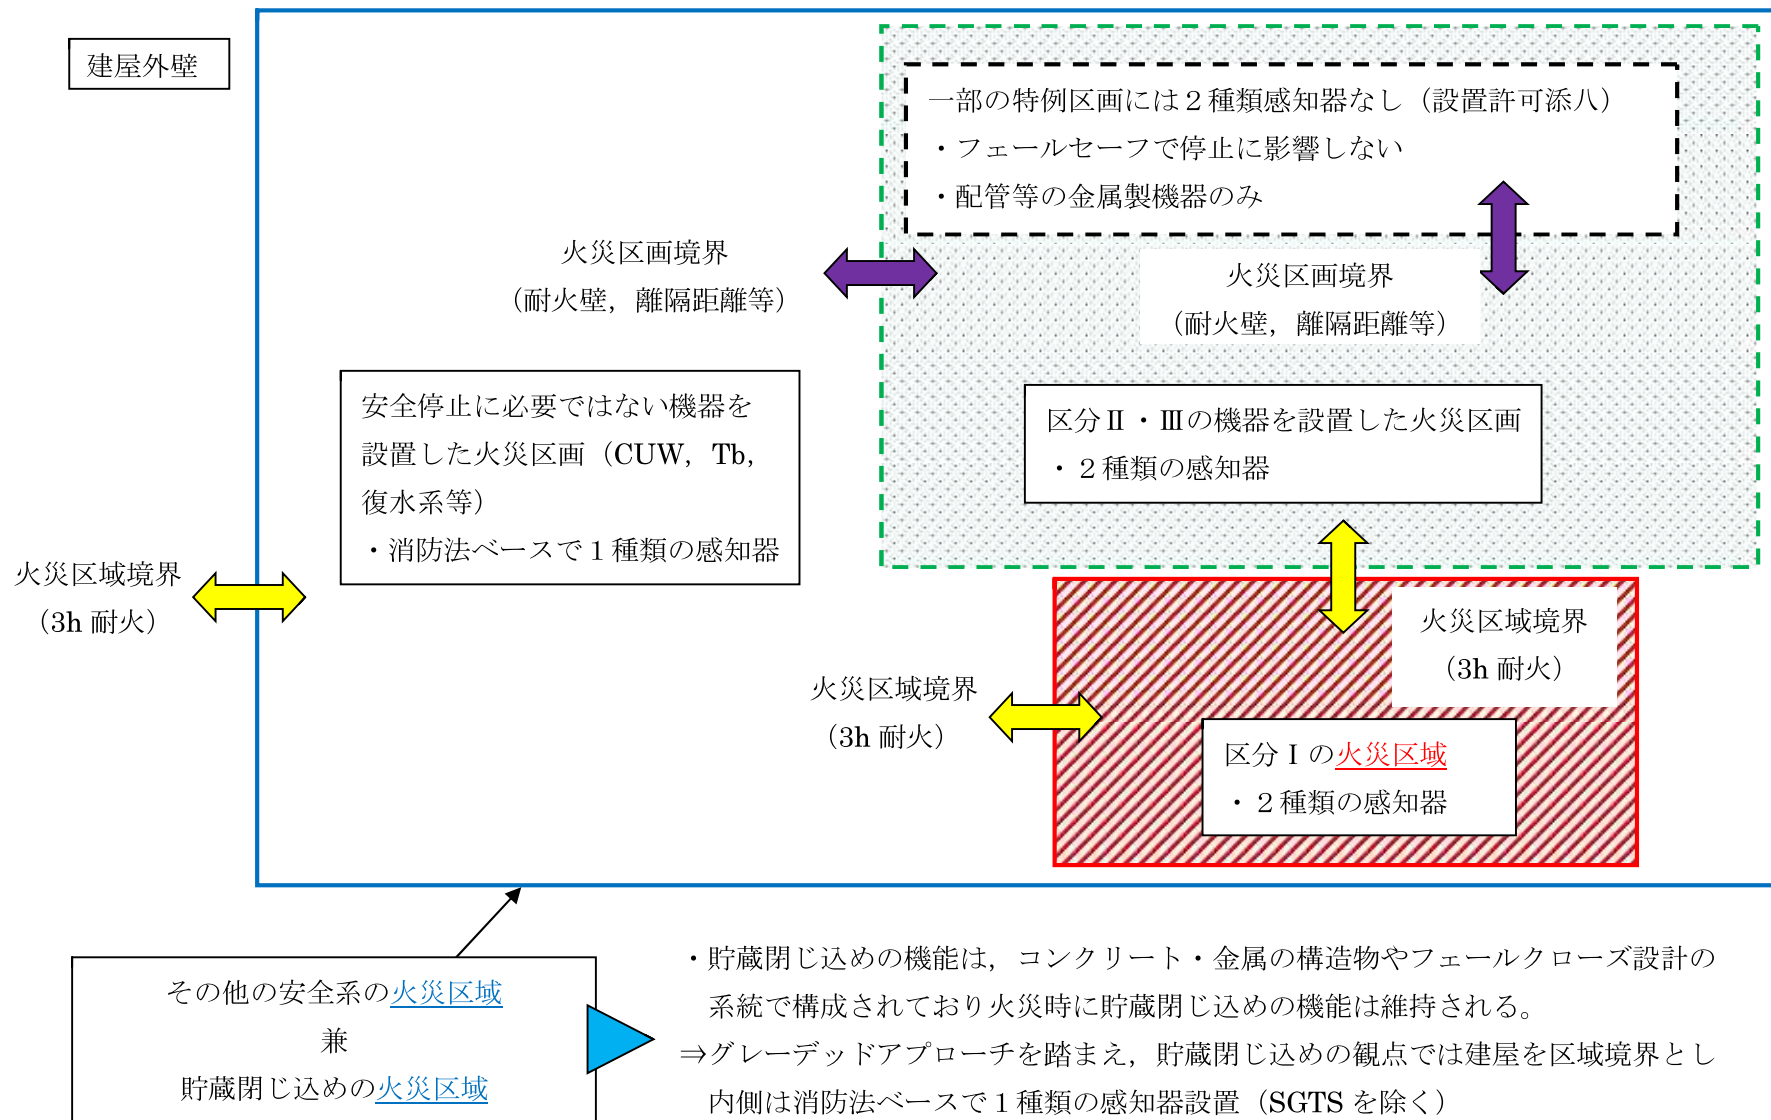 建屋外壁
一部の特例区画には２種類感知器なし（設置許可添八）
・フェールセーフで停止に影響しない
・配管等の金属製機器のみ
火災区画境界
（耐火壁，離隔距離等）
火災区画境界
（耐火壁，離隔距離等）
安全停止に必要ではない機器を
設置した火災区画（CUW，Tb，
復水系等）
・消防法ベースで１種類の感知器
区分Ⅱ・Ⅲの機器を設置した火災区画
・２種類の感知器
火災区域境界
（3h 耐火）
火災区域境界
（3h 耐火）
火災区域境界
（3h 耐火）
区分Ⅰの火災区域
・２種類の感知器
その他の安全系の火災区域
兼
貯蔵閉じ込めの火災区域
・貯蔵閉じ込めの機能は，コンクリート・金属の構造物やフェールクローズ設計の
系統で構成されており火災時に貯蔵閉じ込めの機能は維持される。
⇒グレーデッドアプローチを踏まえ，貯蔵閉じ込めの観点では建屋を区域境界とし
内側は消防法ベースで１種類の感知器設置（SGTS を除く）